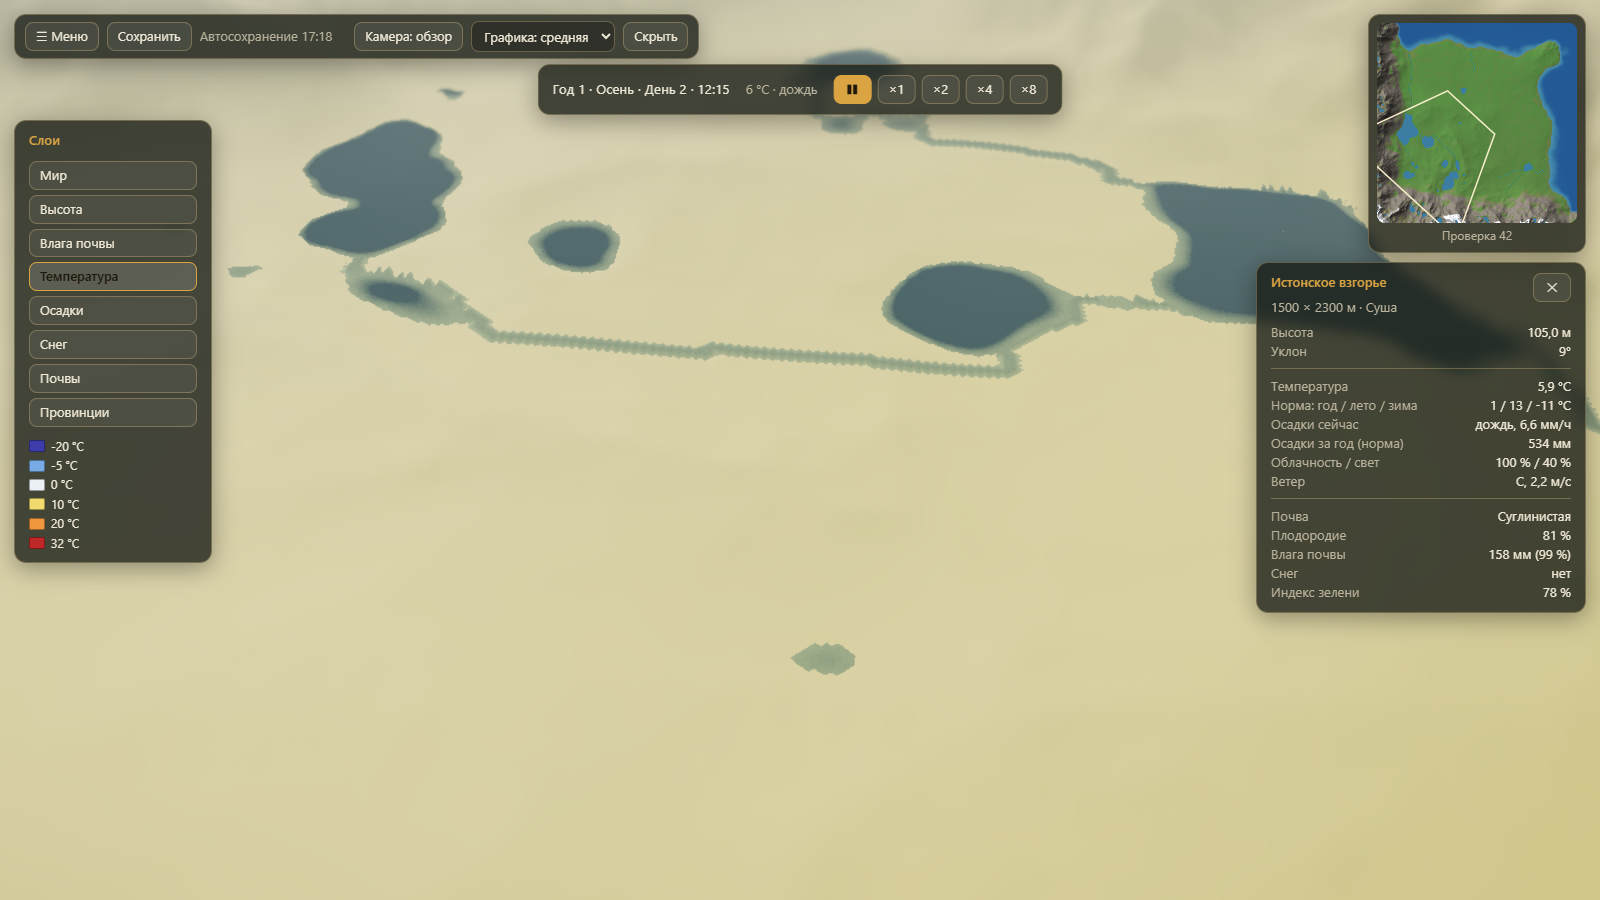 ☰ Меню Сохранить Автосохранение 17:18 Камера: обзор Графика: средняя Скрыть
Год 1 · Осень · День 2 · 12:15 6 °C · дождь ×1 ×2 ×4 ×8
Слои
Мир
Высота
Влага почвы
Температура
Осадки
Снег
Почвы
Провинции
-20 °C
-5 °C
0 °C
10 °C
20 °C
32 °C
Проверка 42
Истонское взгорье
1500 × 2300 м · Суша
Высота 105,0 м
Уклон 9°
Температура 5,9 °C
Норма: год / лето / зима 1 / 13 / -11 °C
Осадки сейчас дождь, 6,6 мм/ч
Осадки за год (норма) 534 мм
Облачность / свет 100 % / 40 %
Ветер С, 2,2 м/с
Почва Суглинистая
Плодородие 81 %
Влага почвы 158 мм (99 %)
Снег нет
Индекс зелени 78 %